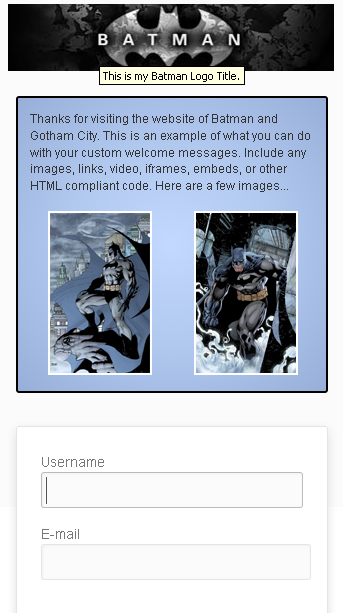 BATMAN
This is my Batman Logo Title.
Thanks for visiting the website of Batman and
Gotham City. This is an example of what you can do
with your custom welcome messages. Include any
images, links, video, iframes, embeds, or other
HTML compliant code. Here are a few images...
Username
E-mail